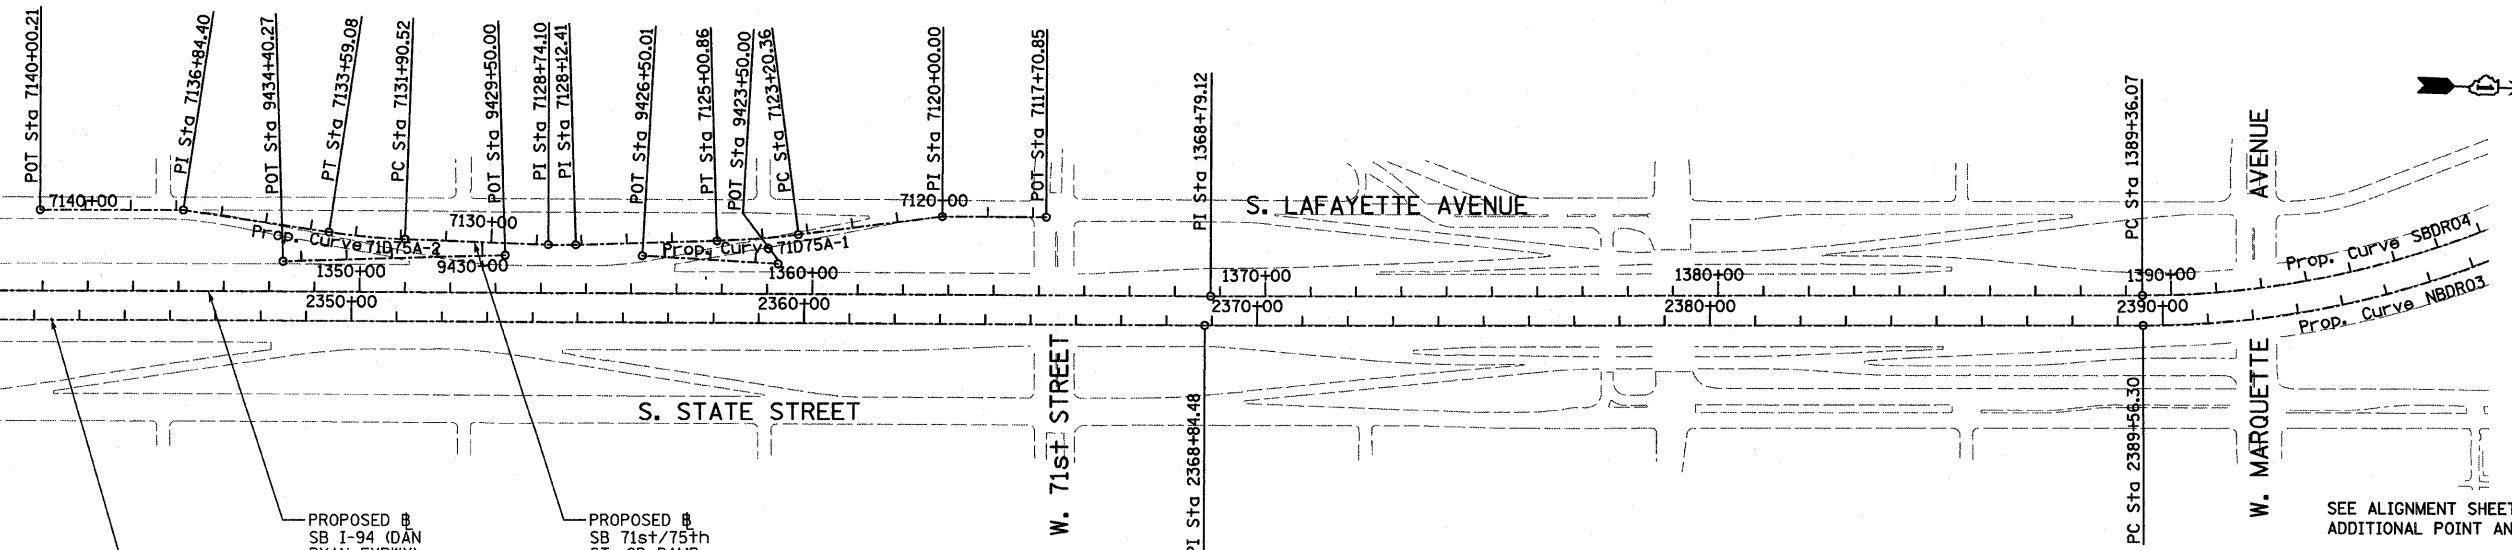 POT Sta 7140+00.21
PI Sta 7136+84.40
POT Sta 9434+40.27
PT Sta 7133+59.08
PC Sta 7131+90.52
POT Sta 9429+50.00
PI Sta 7128+74.10
PI Sta 7128+12.41
POT Sta 9426+50.01
PT Sta 7125+00.86
POT Sta 9423+50.00
PC Sta 7123+20.36
PI Sta 7120+00.00
POT Sta 7117+70.85
PI Sta 1368+79.12
PC Sta 1389+36.07
7140+00
7130+00
7120+00
S. LAFAYETTE AVENUE
Prop. Curve 71D75A-2
Prop. Curve 71D75A-1
9430+00
1350+00
1360+00
1370+00
1380+00
1390+00
Prop. Curve SBDR04
Prop. Curve NBDR03
2350+00
2360+00
2370+00
2380+00
2390+00
S. STATE STREET
W. 71st STREET
W. MARQUETTE AVENUE
PI Sta 2368+84.48
PC Sta 2389+56.30
PROPOSED BL
SB I-94 (DAN
PROPOSED BL
SB 71st/75th
SEE ALIGNMENT SHEET
ADDITIONAL POINT AN